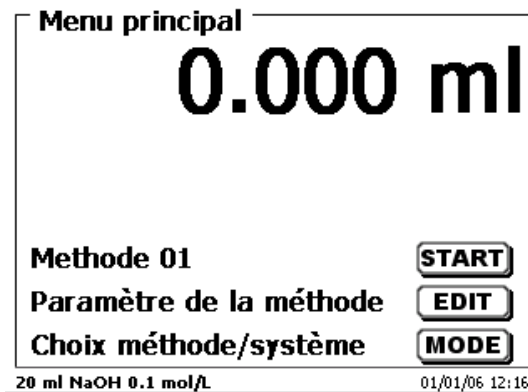 Menu principal
0.000 ml
Methode 01 START
Paramètre de la méthode EDIT
Choix méthode/système MODE
20 ml NaOH 0.1 mol/L 01/01/06 12:16